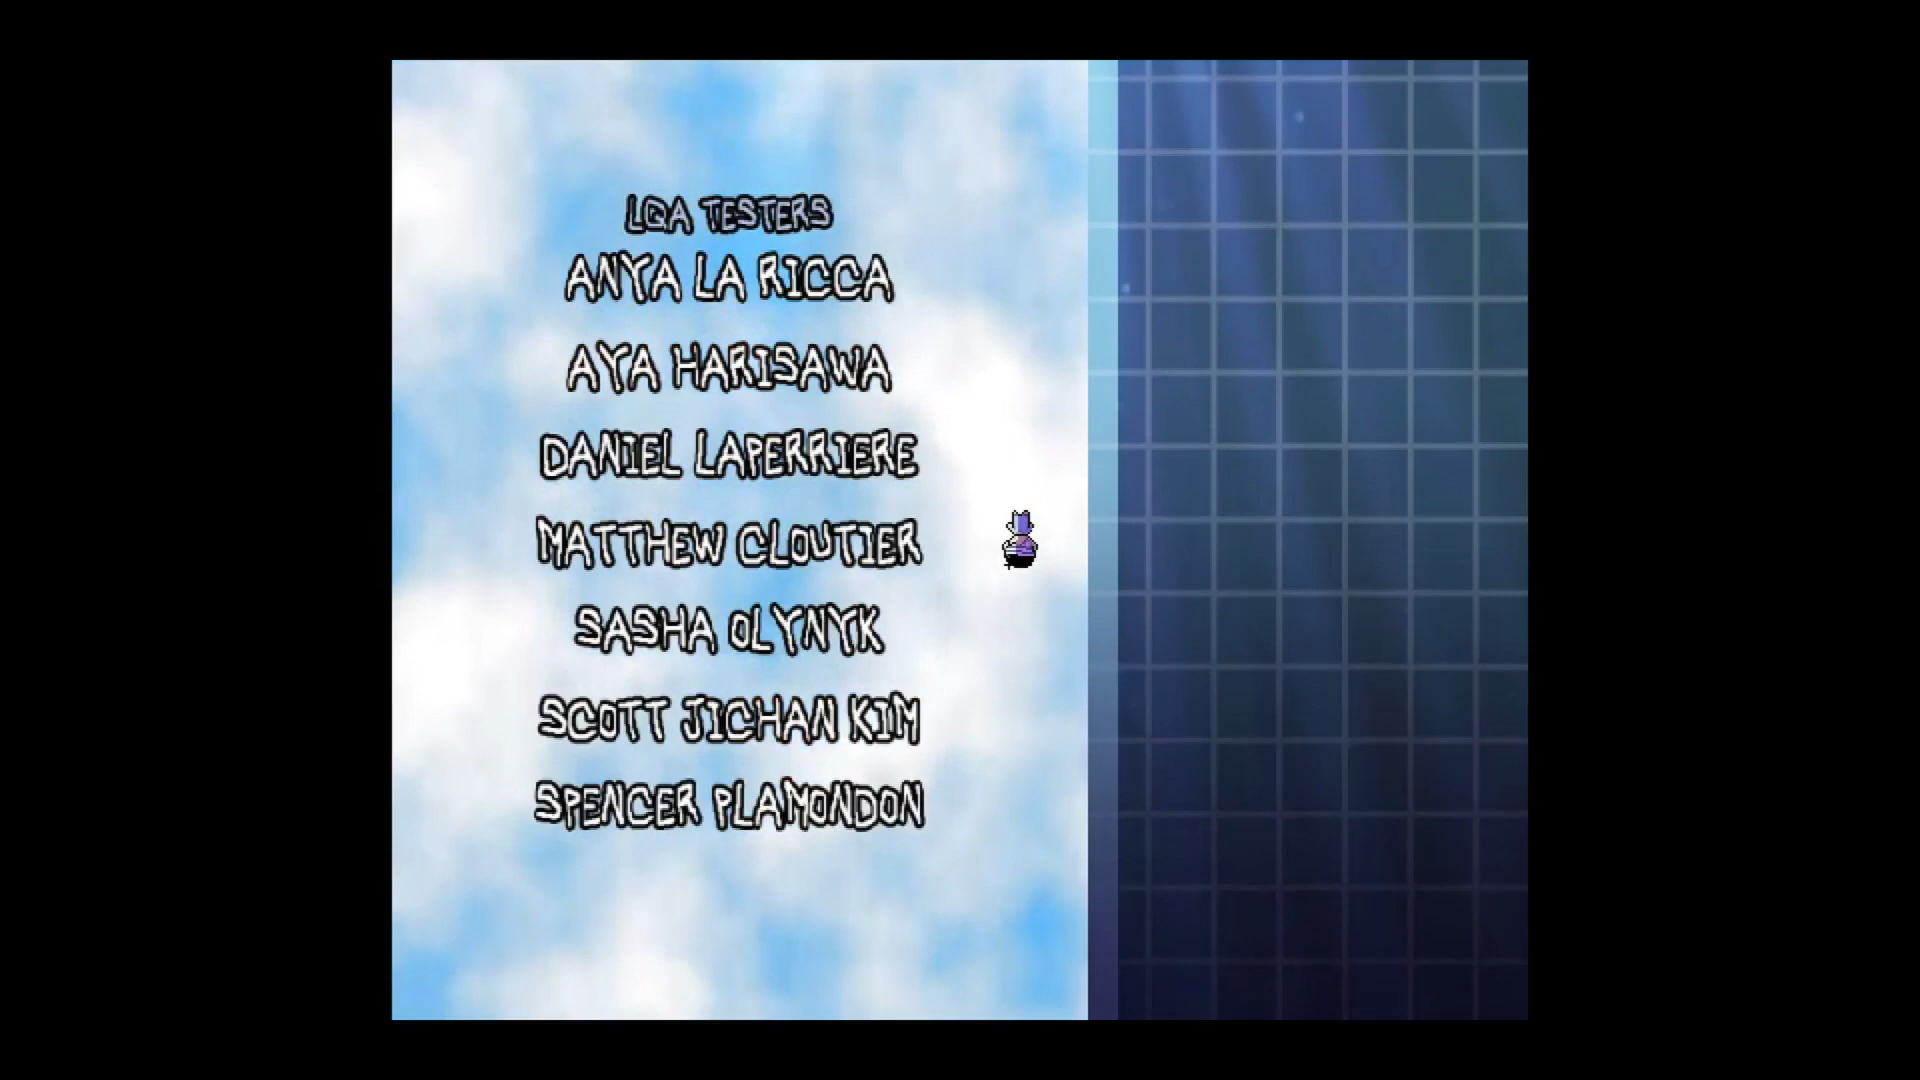 LQA TESTERS
ANYA LA RICCA
AYA HARISAWA
DANIEL LAPERRIERE
MATTHEW CLOUTIER
SASHA OLYNYK
SCOTT JICHAN KIM
SPENCER PLAMONDON